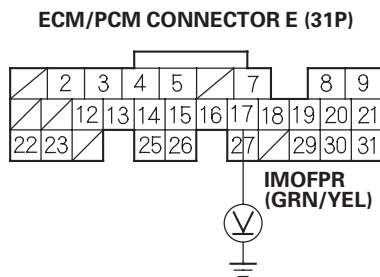 ECM/PCM CONNECTOR E (31P)
2 3 4 5 7 8 9
12 13 14 15 16 17 18 19 20 21
22 23 25 26 27 29 30 31
IMOFPR
(GRN/YEL)
V